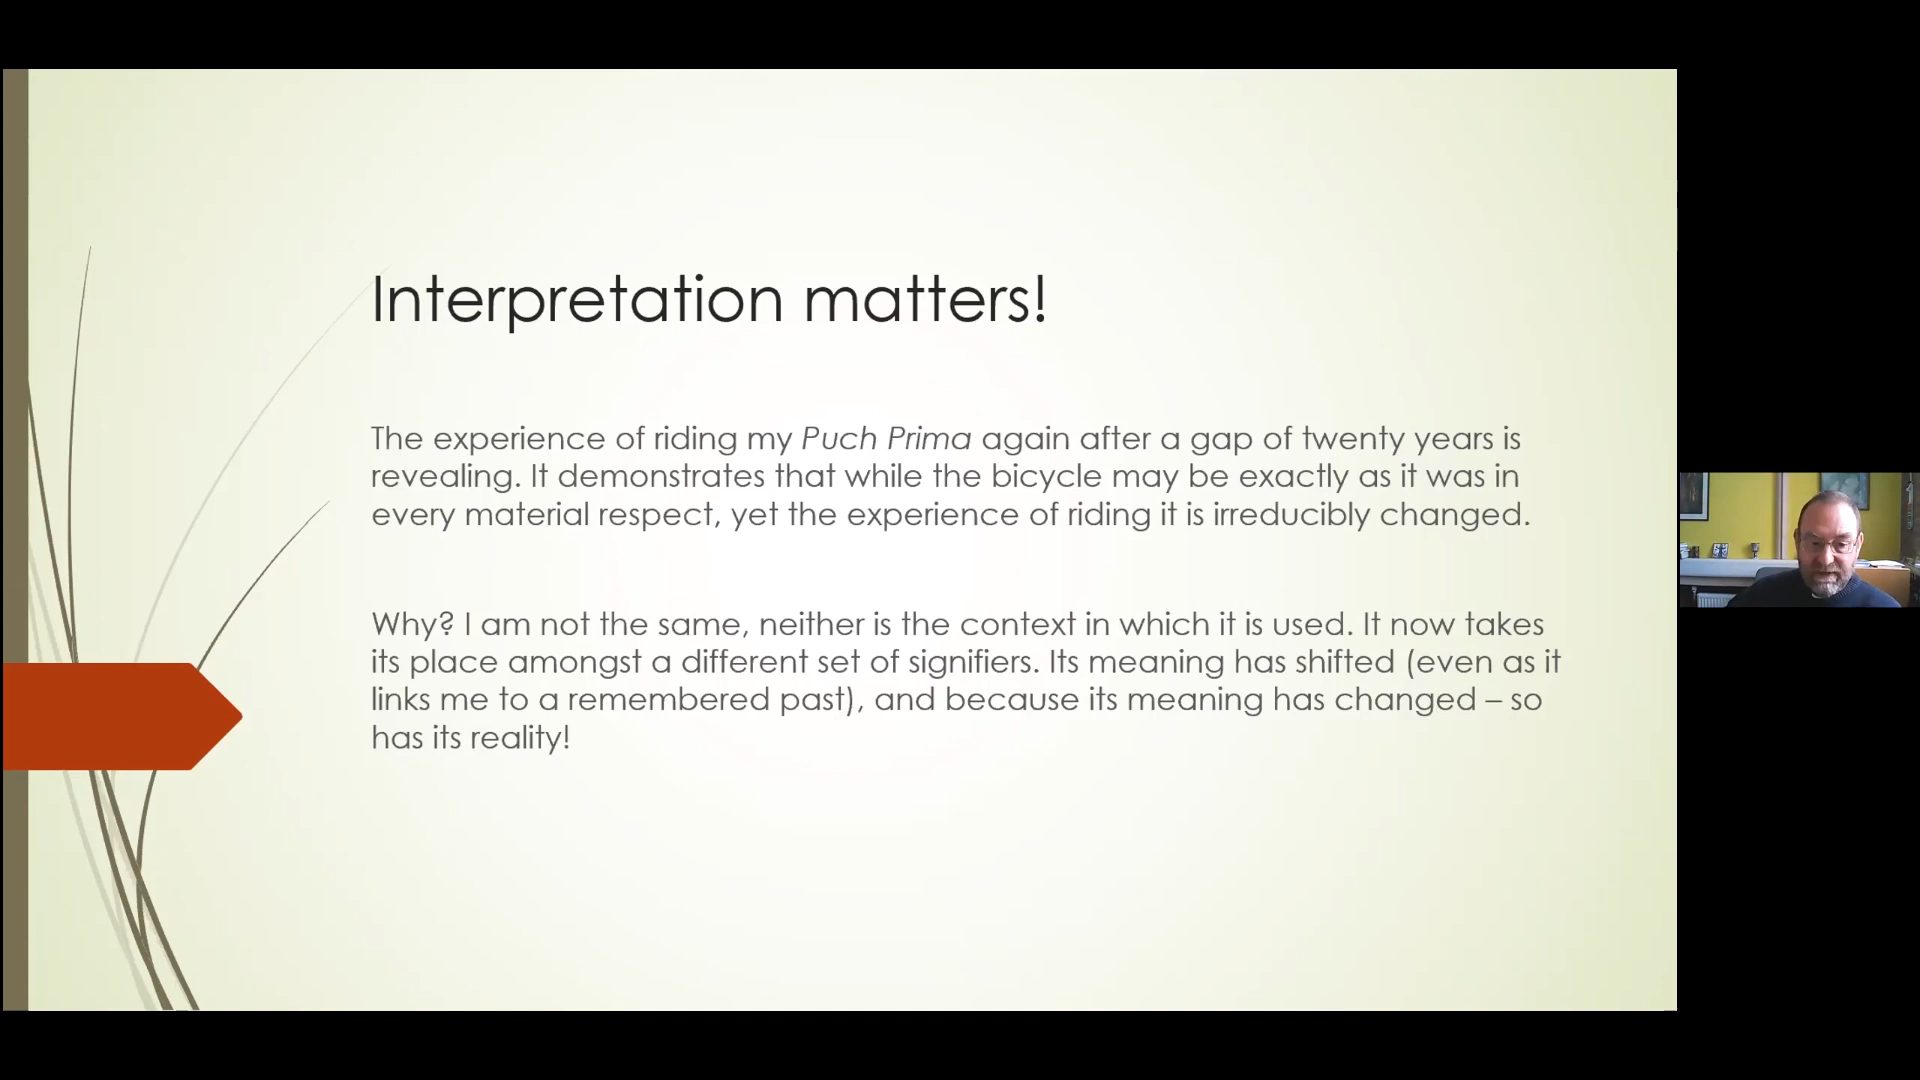 Interpretation matters!
The experience of riding my Puch Prima again after a gap of twenty years is
revealing. It demonstrates that while the bicycle may be exactly as it was in
every material respect, yet the experience of riding it is irreducibly changed.
Why? I am not the same, neither is the context in which it is used. It now takes
its place amongst a different set of signifiers. Its meaning has shifted (even as it
links me to a remembered past), and because its meaning has changed – so
has its reality!